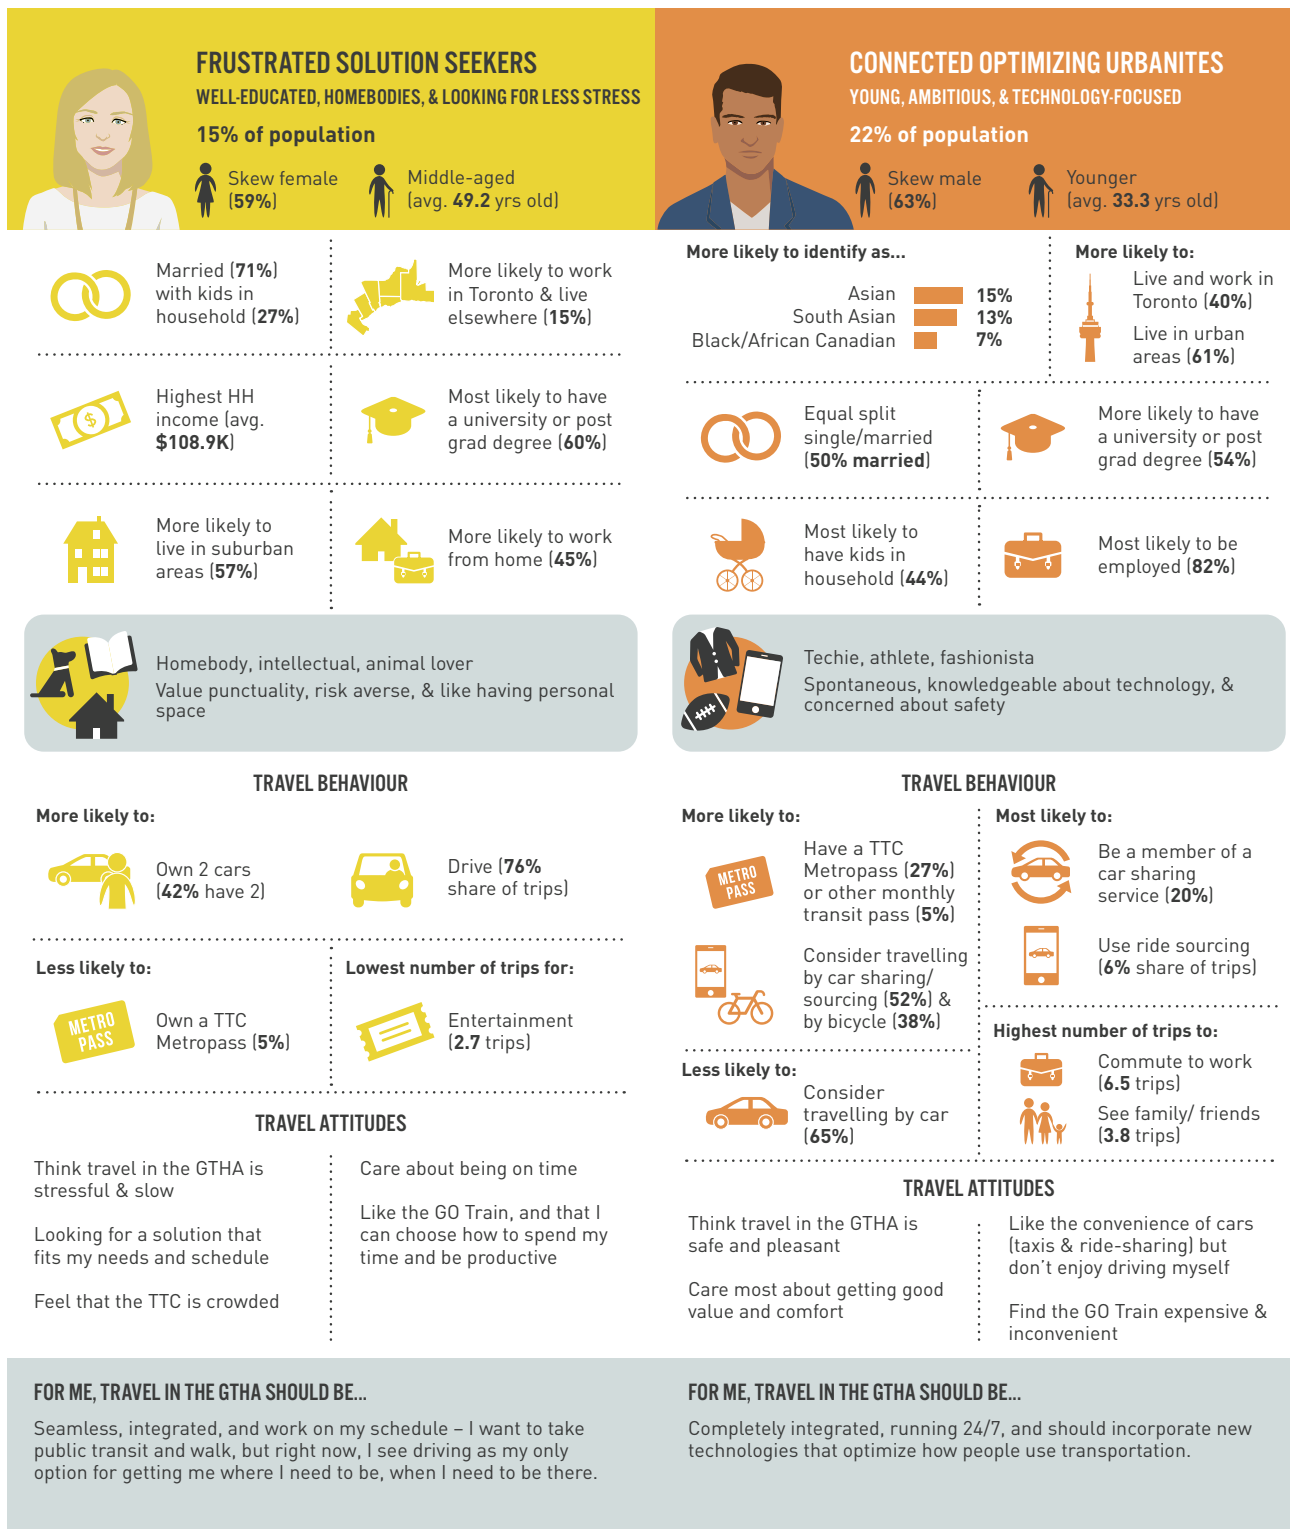 FRUSTRATED SOLUTION SEEKERS
WELL-EDUCATED, HOMEBODIES, & LOOKING FOR LESS STRESS
15% of population
Skew female
(59%)
Middle-aged
(avg. 49.2 yrs old)
Married (71%)
with kids in
household (27%)
More likely to work
in Toronto & live
elsewhere (15%)
Highest HH
income (avg.
$108.9K)
$
Most likely to have
a university or post
grad degree (60%)
More likely to
live in suburban
areas (57%)
More likely to work
from home (45%)
Homebody, intellectual, animal lover
Value punctuality, risk averse, & like having personal
space
TRAVEL BEHAVIOUR
More likely to:
Own 2 cars
(42% have 2)
Drive (76%
share of trips)
Less likely to:
METRO
PASS
Own a TTC
Metropass (5%)
Lowest number of trips for:
Entertainment
(2.7 trips)
TRAVEL ATTITUDES
Think travel in the GTHA is
stressful & slow
Looking for a solution that
fits my needs and schedule
Feel that the TTC is crowded
Care about being on time
Like the GO Train, and that I
can choose how to spend my
time and be productive
FOR ME, TRAVEL IN THE GTHA SHOULD BE...
Seamless, integrated, and work on my schedule – I want to take
public transit and walk, but right now, I see driving as my only
option for getting me where I need to be, when I need to be there.
CONNECTED OPTIMIZING URBANITES
YOUNG, AMBITIOUS, & TECHNOLOGY-FOCUSED
22% of population
Skew male
(63%)
Younger
(avg. 33.3 yrs old)
More likely to identify as...
Asian 15%
South Asian 13%
Black/African Canadian 7%
More likely to:
Live and work in
Toronto (40%)
Live in urban
areas (61%)
Equal split
single/married
(50% married)
More likely to have
a university or post
grad degree (54%)
Most likely to
have kids in
household (44%)
Most likely to be
employed (82%)
Techie, athlete, fashionista
Spontaneous, knowledgeable about technology, &
concerned about safety
TRAVEL BEHAVIOUR
More likely to:
METRO
PASS
Have a TTC
Metropass (27%)
or other monthly
transit pass (5%)
Consider travelling
by car sharing/
sourcing (52%) &
by bicycle (38%)
Less likely to:
Consider
travelling by car
(65%)
Most likely to:
Be a member of a
car sharing
service (20%)
Use ride sourcing
(6% share of trips)
Highest number of trips to:
Commute to work
(6.5 trips)
See family/ friends
(3.8 trips)
TRAVEL ATTITUDES
Think travel in the GTHA is
safe and pleasant
Care most about getting good
value and comfort
Like the convenience of cars
(taxis & ride-sharing) but
don't enjoy driving myself
Find the GO Train expensive &
inconvenient
FOR ME, TRAVEL IN THE GTHA SHOULD BE...
Completely integrated, running 24/7, and should incorporate new
technologies that optimize how people use transportation.